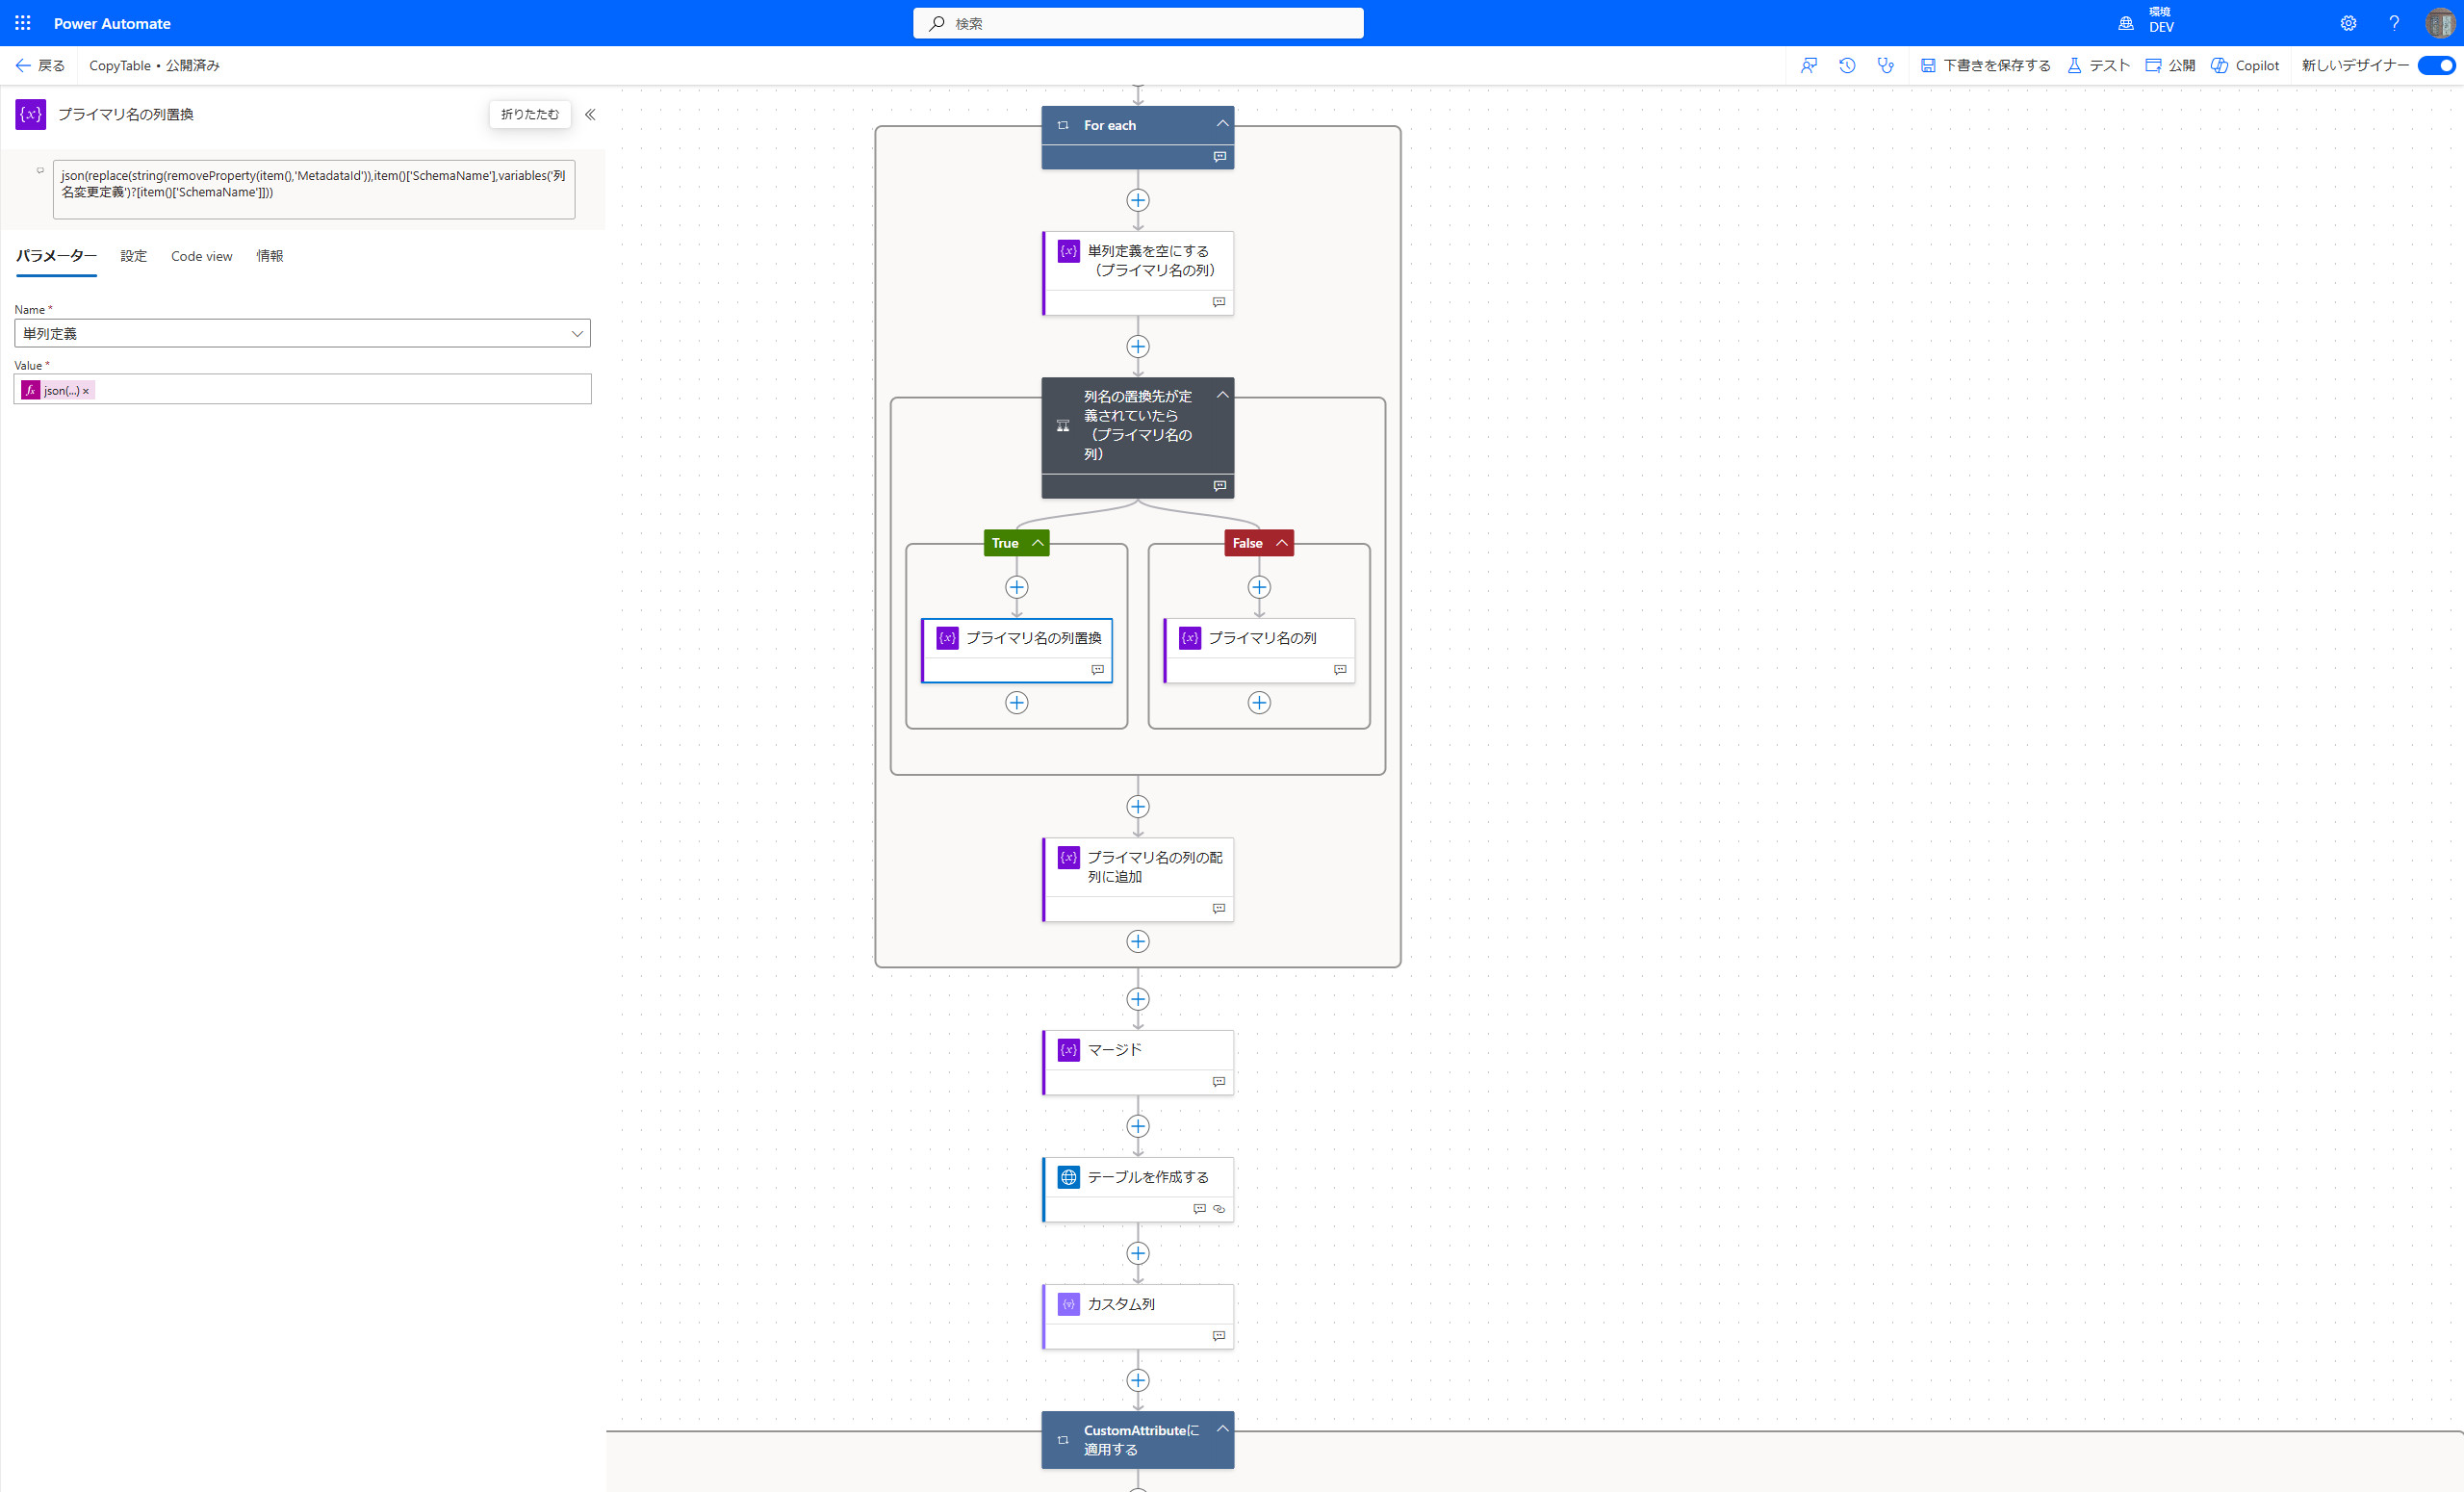 Power Automate
検索
環境
DEV
戻る
CopyTable • 公開済み
下書きを保存する
テスト
公開
Copilot
新しいデザイナー
{x} プライマリ名の列置換
折りたたむ
json(replace(string(removeProperty(item(),'MetadataId')),item()['SchemaName'],variables('列
名変更定義')?[item()['SchemaName']]))
パラメーター
設定
Code view
情報
Name *
単列定義
Value *
fx json(...) ×
For each
{x} 単列定義を空にする
（プライマリ名の列）
列名の置換先が定
義されていたら
（プライマリ名の
列）
True
False
{x} プライマリ名の列置換
{x} プライマリ名の列
{x} プライマリ名の列の配
列に追加
{x} マージド
テーブルを作成する
{v} カスタム列
CustomAttributeに
適用する